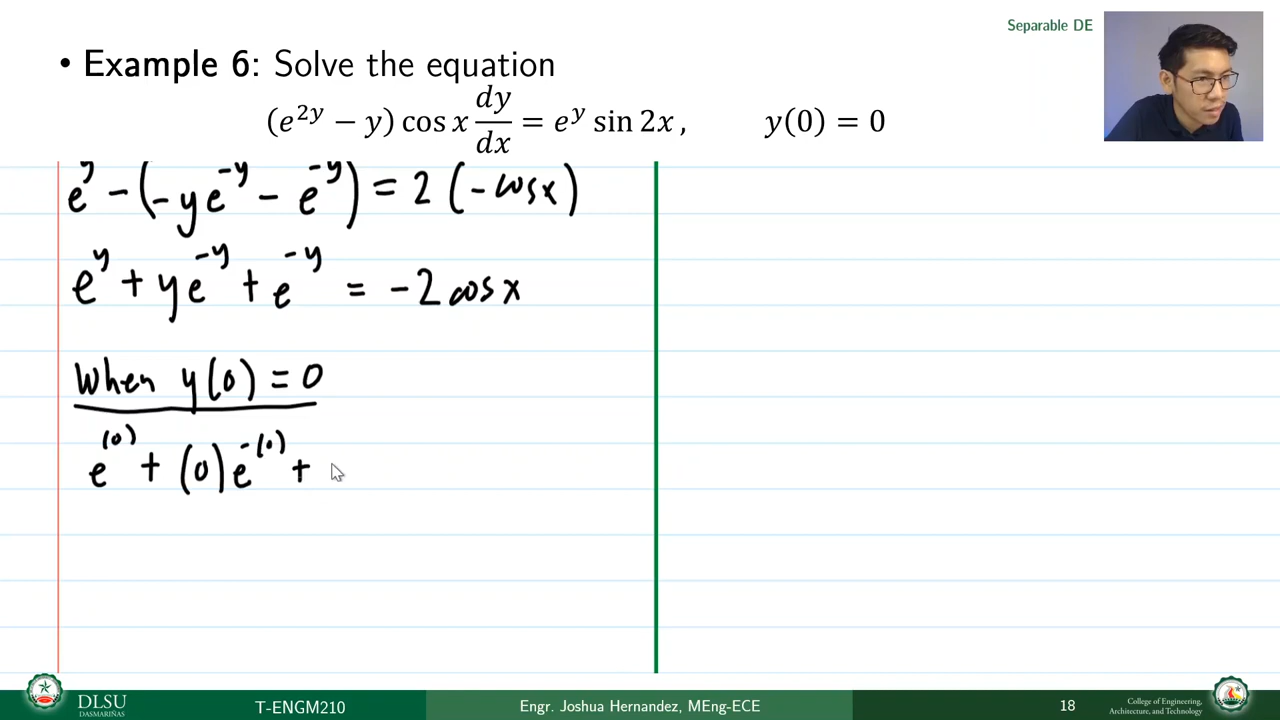 Separable DE
• Example 6: Solve the equation
(e^{2y} − y) cos x dy/dx = e^y sin 2x, y(0) = 0
e^y - (-ye^{-y} - e^{-y}) = 2 (-cos x)
e^y + ye^{-y} + e^{-y} = -2 cos x
When y(0) = 0
e^{(0)} + (0)e^{-(0)} +
DLSU
DASMARIÑAS
T-ENGM210
Engr. Joshua Hernandez, MEng-ECE
18
College of Engineering,
Architecture, and Technology